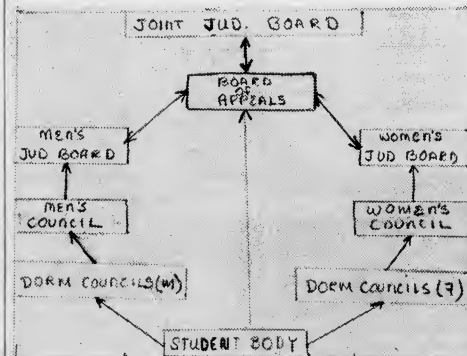 JOINT JUD. BOARD
BOARD
OF
APPEALS
MEN'S
JUD BOARD
WOMEN'S
JUD BOARD
MEN'S
COUNCIL
WOMEN'S
COUNCIL
DORM COUNCILS (M)
DORM COUNCILS (7)
STUDENT BODY